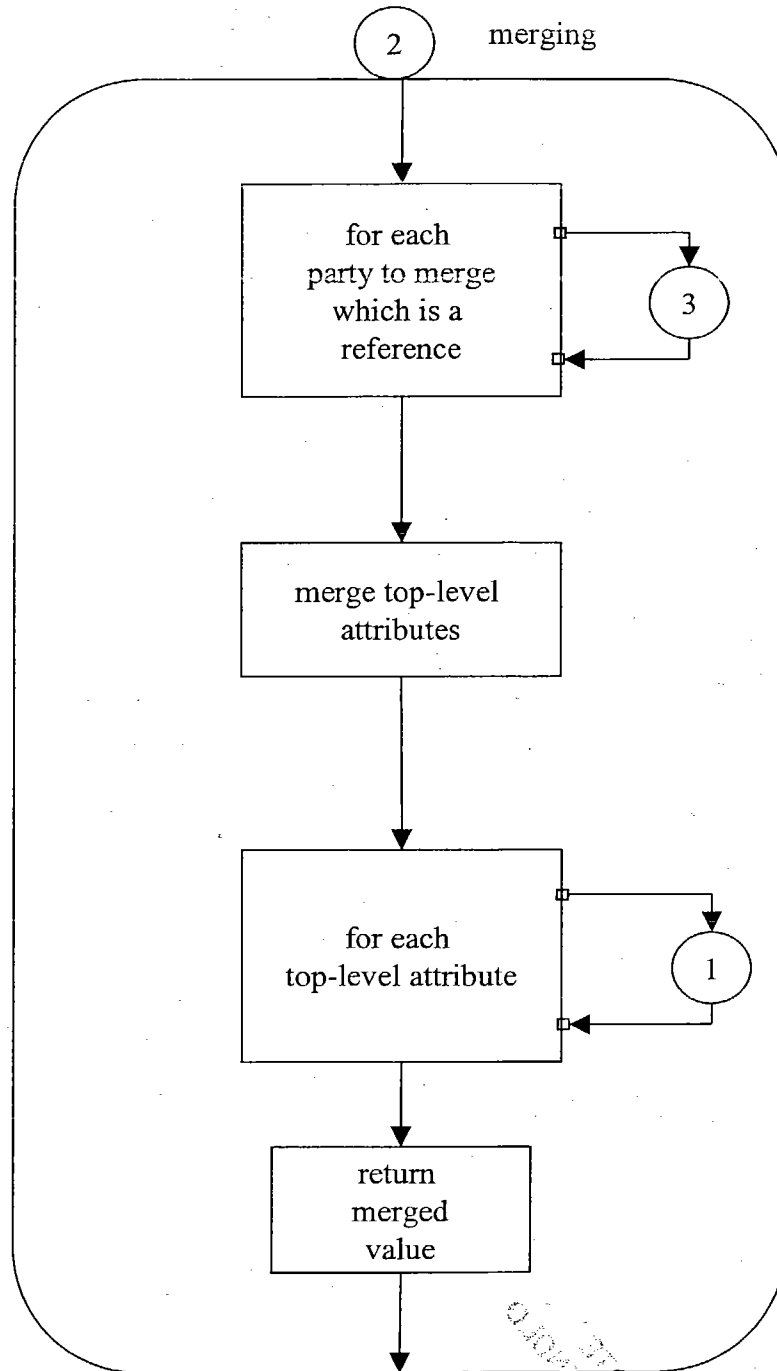 2 merging
for each
party to merge
which is a
reference
3
merge top-level
attributes
for each
top-level attribute
1
return
merged
value